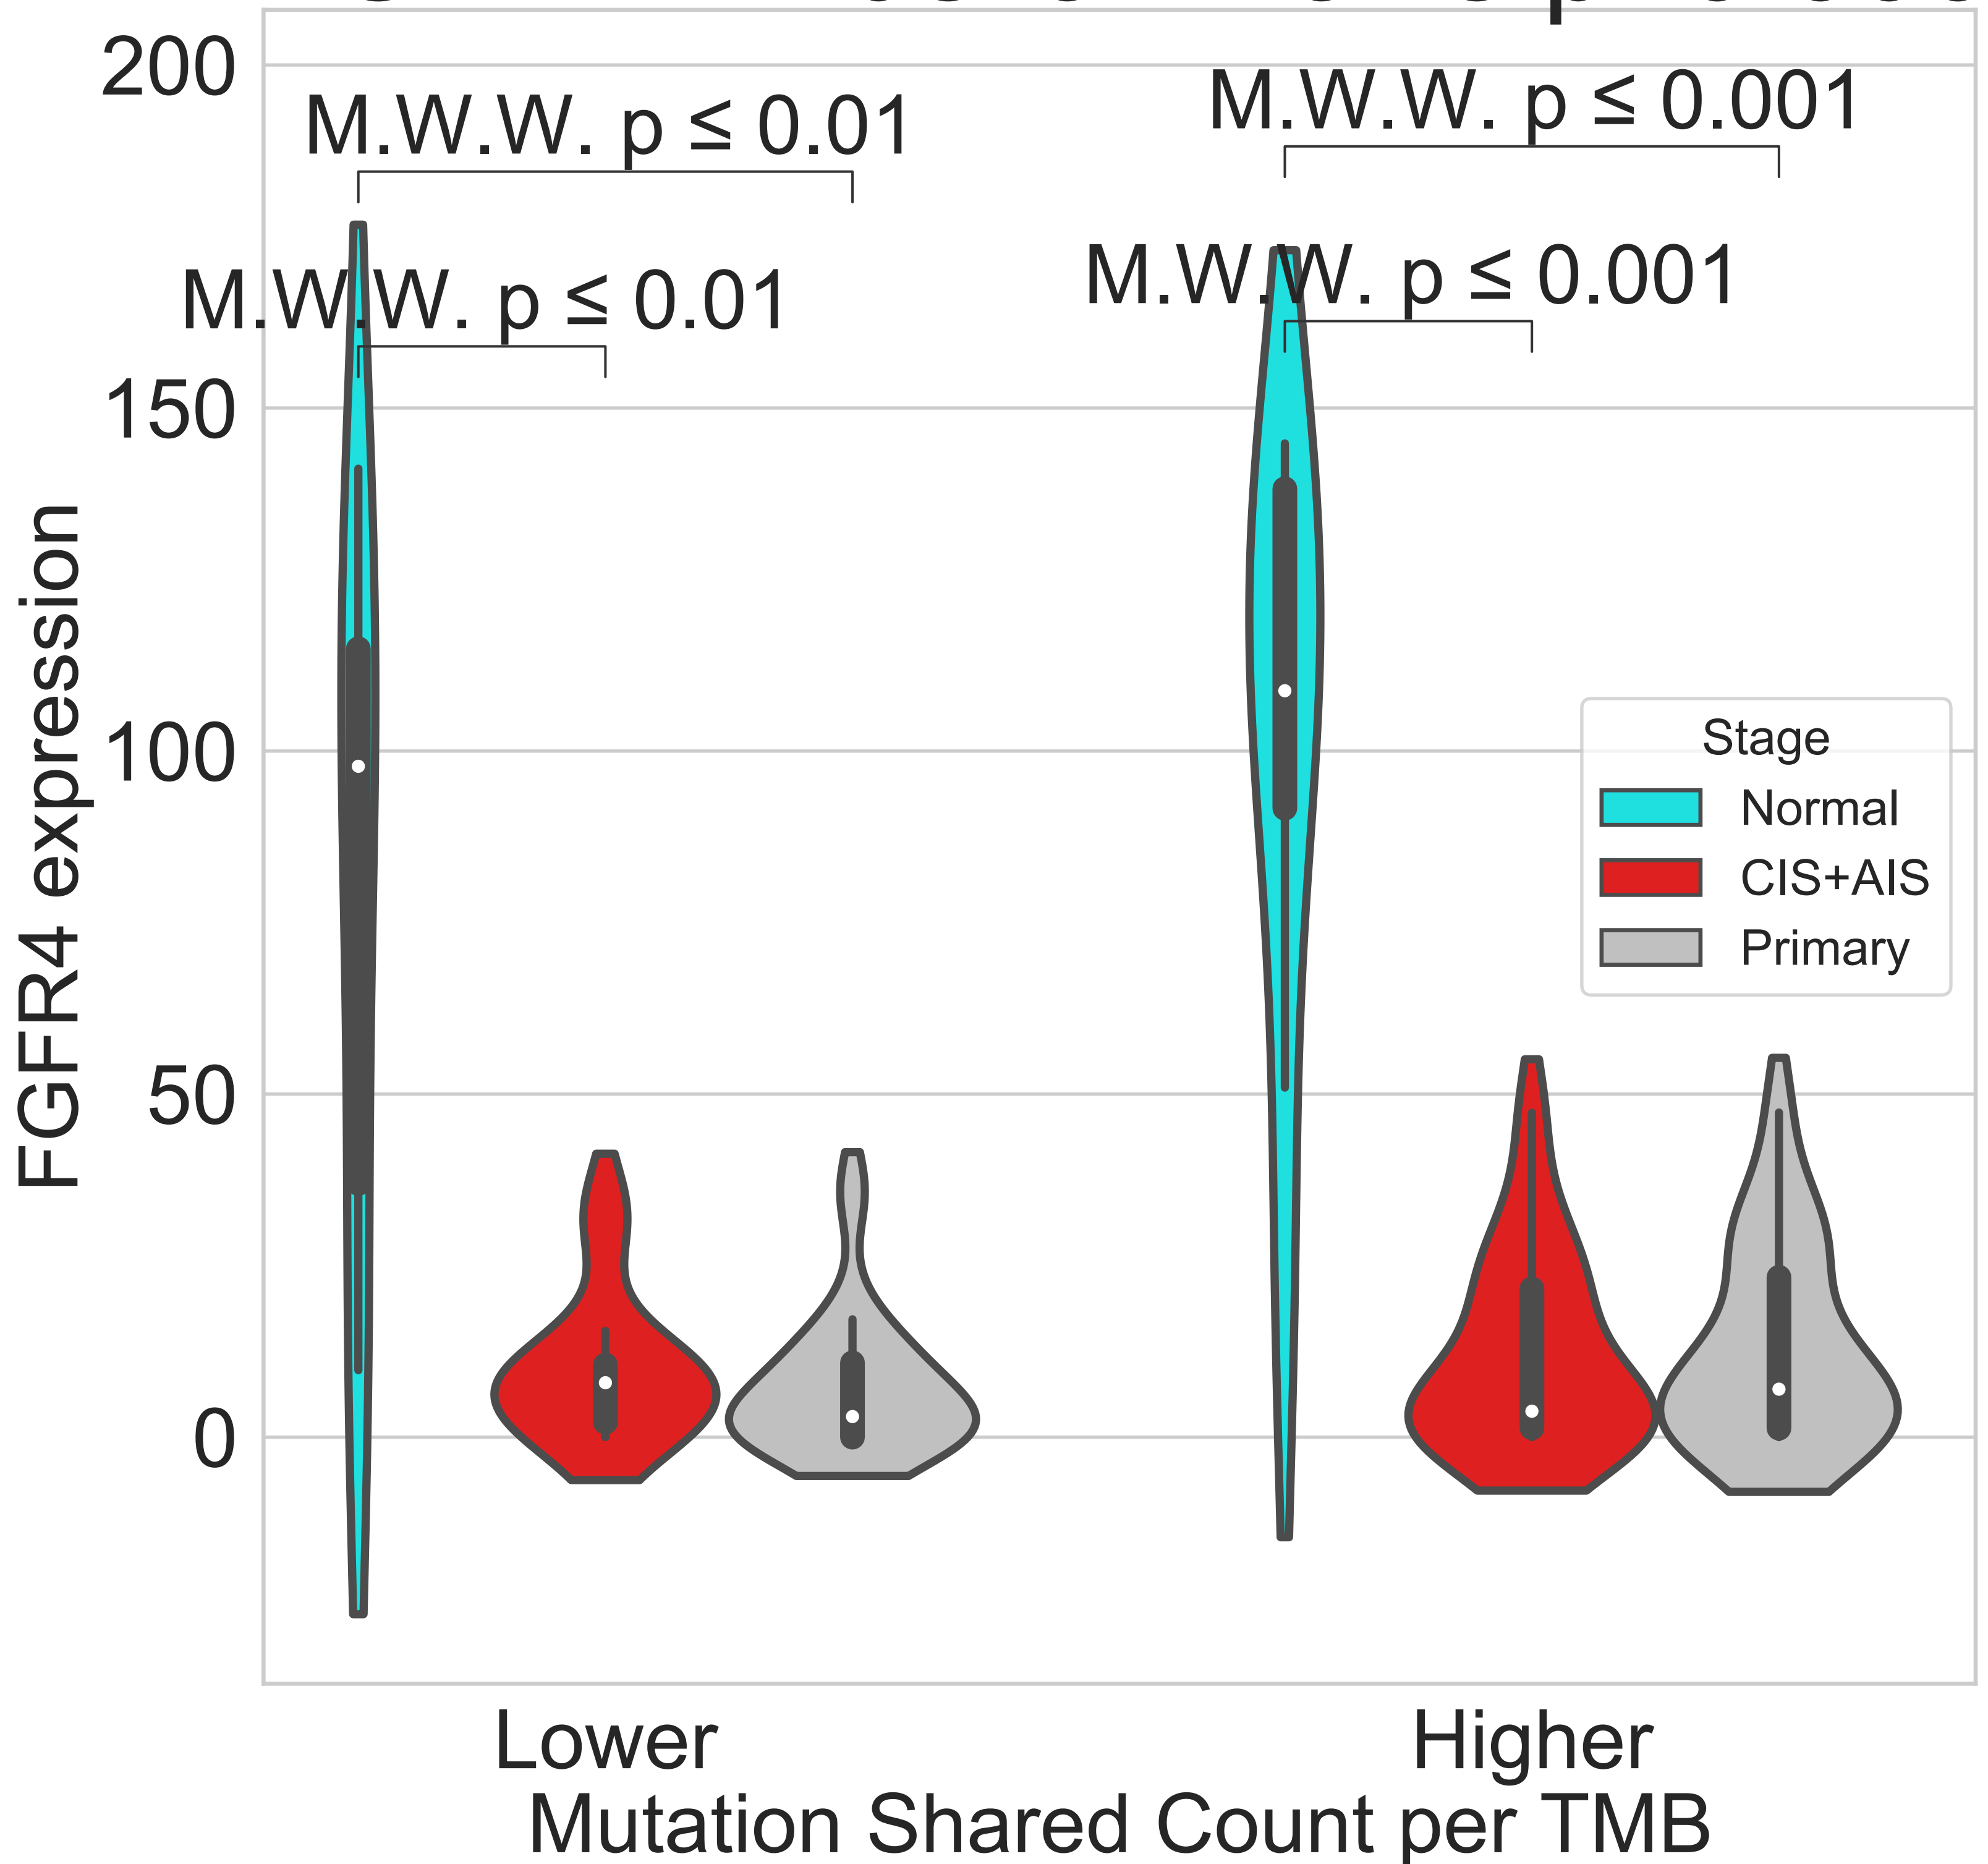 200
M.W.W. p ≤ 0.001
M.W.W. p ≤ 0.01
M.W.W. p ≤ 0.001
M.W.W. p ≤ 0.01
150
100
50
0
FGFR4 expression
Stage
Normal
CIS+AIS
Primary
Lower
Higher
Mutation Shared Count per TMB